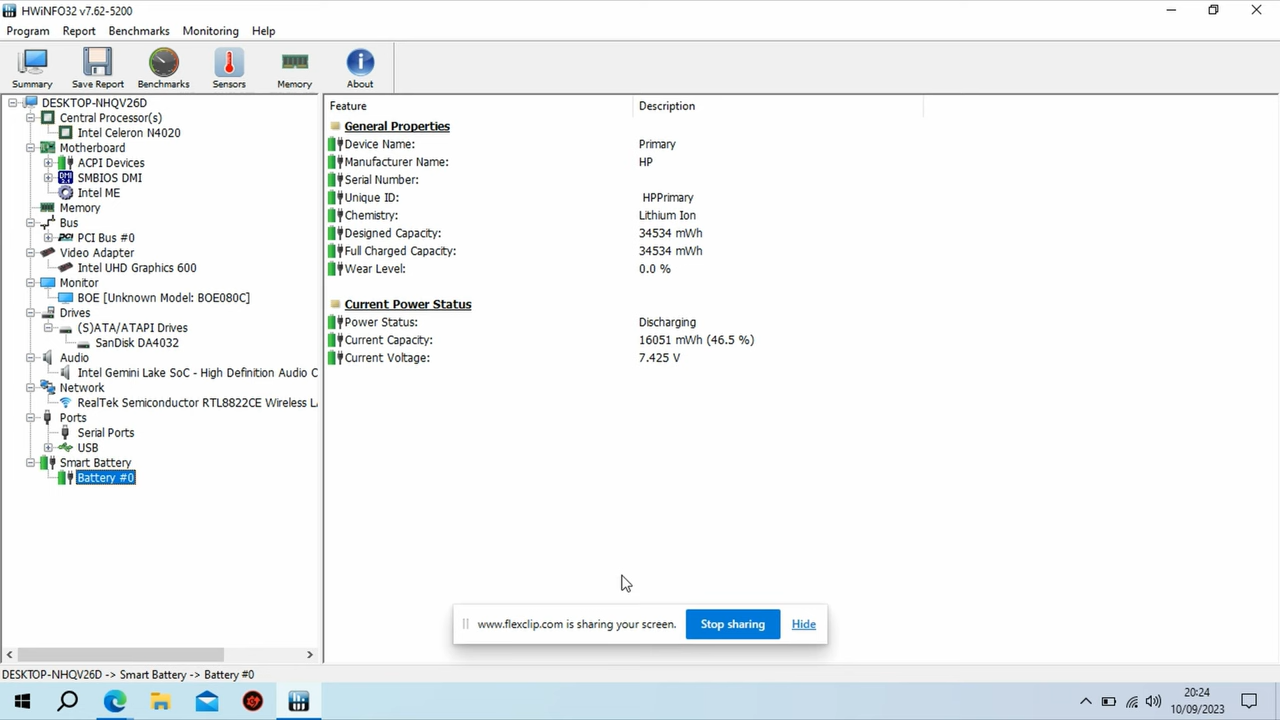 HWiNFO32 v7.62-5200
Program Report Benchmarks Monitoring Help
Summary Save Report Benchmarks Sensors Memory About
DESKTOP-NHQV26D
Central Processor(s)
Intel Celeron N4020
Motherboard
ACPI Devices
SMBIOS DMI
Intel ME
Memory
Bus
PCI Bus #0
Video Adapter
Intel UHD Graphics 600
Monitor
BOE [Unknown Model: BOE080C]
Drives
(S)ATA/ATAPI Drives
SanDisk DA4032
Audio
Intel Gemini Lake SoC - High Definition Audio C
Network
RealTek Semiconductor RTL8822CE Wireless LA
Ports
Serial Ports
USB
Smart Battery
Battery #0
Feature Description
General Properties
Device Name: Primary
Manufacturer Name: HP
Serial Number:
Unique ID: HPPrimary
Chemistry: Lithium Ion
Designed Capacity: 34534 mWh
Full Charged Capacity: 34534 mWh
Wear Level: 0.0 %
Current Power Status
Power Status: Discharging
Current Capacity: 16051 mWh (46.5 %)
Current Voltage: 7.425 V
www.flexclip.com is sharing your screen. Stop sharing Hide
DESKTOP-NHQV26D -> Smart Battery -> Battery #0
20:24
10/09/2023